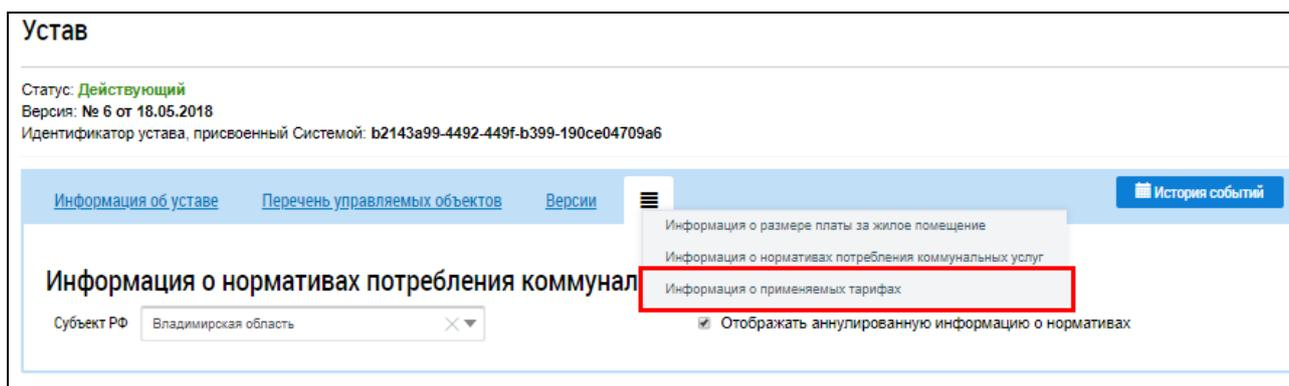 Устав
Статус: Действующий
Версия: № 6 от 18.05.2018
Идентификатор устава, присвоенный Системой: b2143a99-4492-449f-b399-190ce04709a6
Информация об уставе Перечень управляемых объектов Версии История событий
Информация о размере платы за жилое помещение
Информация о нормативах потребления коммунальных услуг
Информация о применяемых тарифах
Информация о нормативах потребления коммунал
Субъект РФ Владимирская область Отображать аннулированную информацию о нормативах